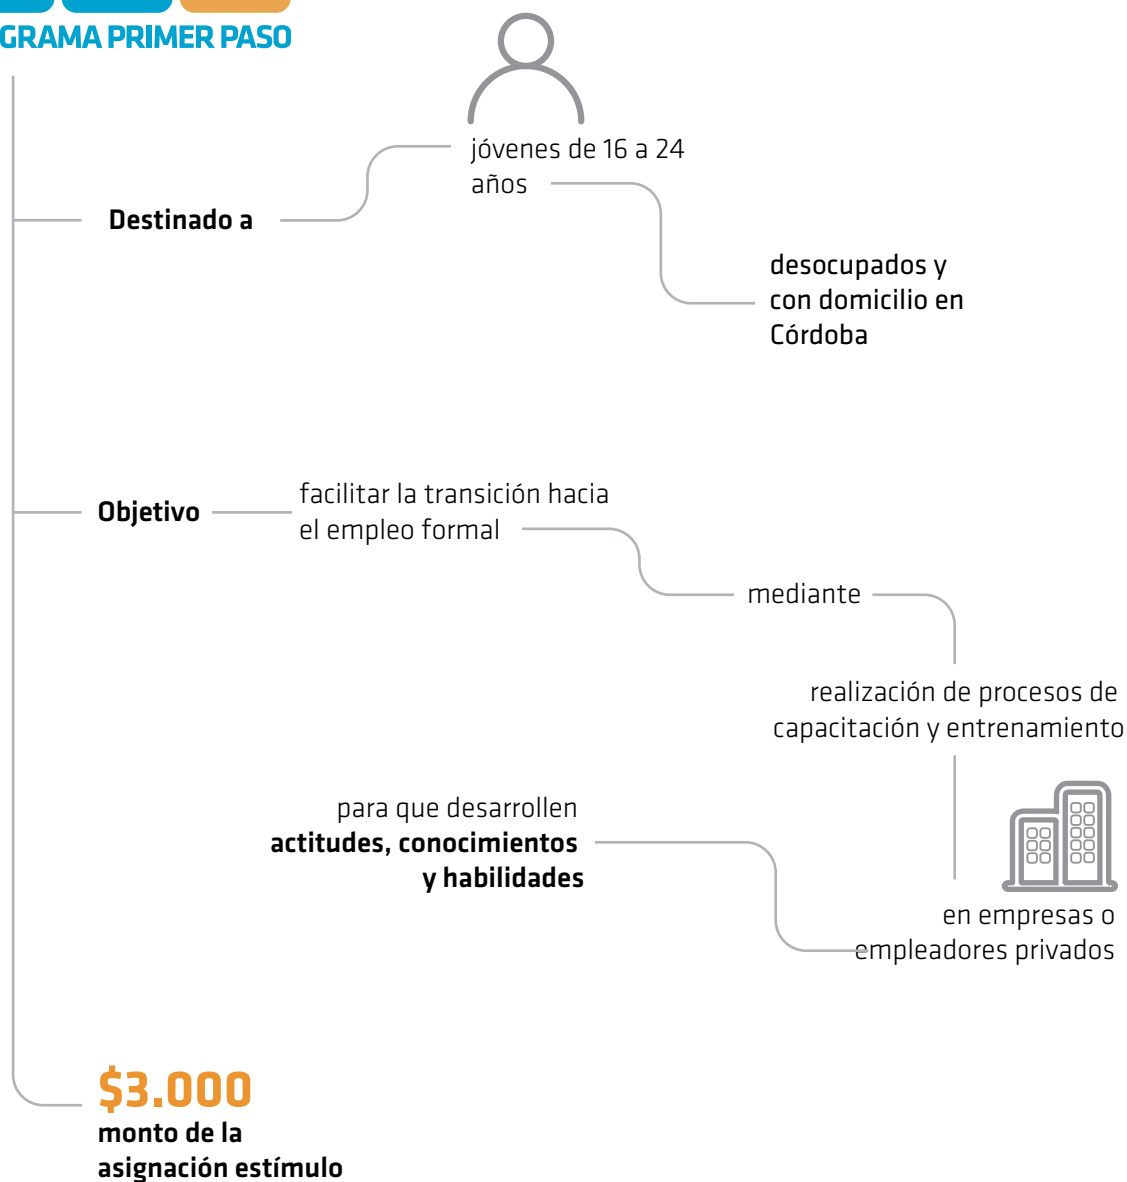 GRAMA PRIMER PASO
jóvenes de 16 a 24
años
Destinado a
desocupados y
con domicilio en
Córdoba
Objetivo
facilitar la transición hacia
el empleo formal
mediante
realización de procesos de
capacitación y entrenamiento
en empresas o
empleadores privados
para que desarrollen
actitudes, conocimientos
y habilidades
$3.000
monto de la
asignación estímulo